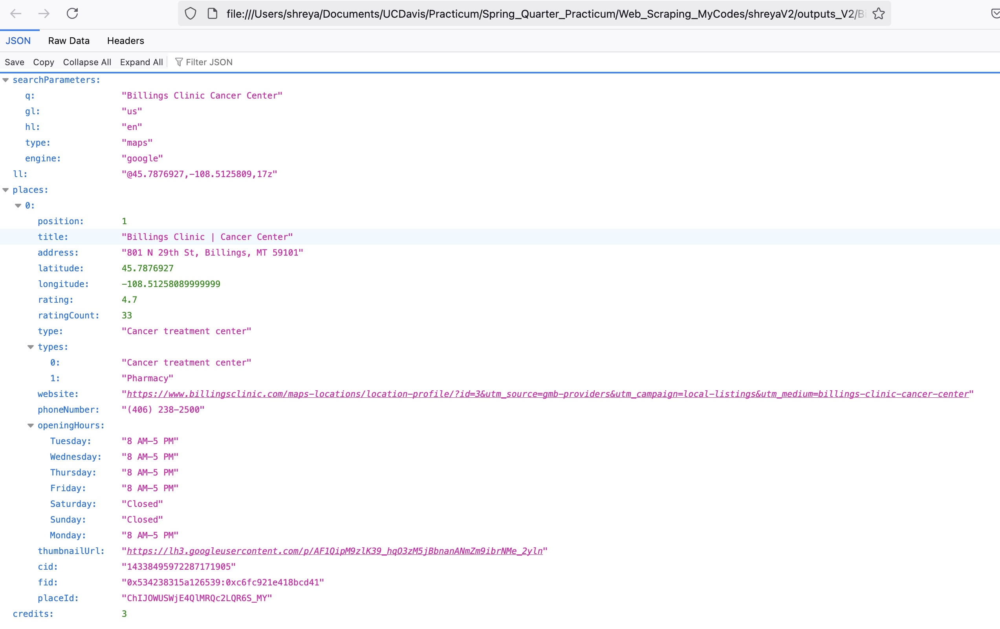 file:///Users/shreya/Documents/UCDavis/Practicum/Spring_Quarter_Practicum/Web_Scraping_MyCodes/shreyaV2/outputs_V2/Bi
JSON Raw Data Headers
Save Copy Collapse All Expand All Filter JSON
searchParameters:
q: "Billings Clinic Cancer Center"
gl: "us"
hl: "en"
type: "maps"
engine: "google"
ll: "@45.7876927,-108.5125809,17z"
places:
0:
position: 1
title: "Billings Clinic | Cancer Center"
address: "801 N 29th St, Billings, MT 59101"
latitude: 45.7876927
longitude: -108.51258089999999
rating: 4.7
ratingCount: 33
type: "Cancer treatment center"
types:
0: "Cancer treatment center"
1: "Pharmacy"
website: "https://www.billingsclinic.com/maps-locations/location-profile/?id=3&utm_source=gmb-providers&utm_campaign=local-listings&utm_medium=billings-clinic-cancer-center"
phoneNumber: "(406) 238-2500"
openingHours:
Tuesday: "8 AM–5 PM"
Wednesday: "8 AM–5 PM"
Thursday: "8 AM–5 PM"
Friday: "8 AM–5 PM"
Saturday: "Closed"
Sunday: "Closed"
Monday: "8 AM–5 PM"
thumbnailUrl: "https://lh3.googleusercontent.com/p/AF1QipM9zlK39_hqO3zM5jBbnanANmZm9ibrNMe_2yln"
cid: "14338495972287171905"
fid: "0x534238315a126539:0xc6fc921e418bcd41"
placeId: "ChIJOWUSWjE4QlMRQc2LQR6S_MY"
credits: 3